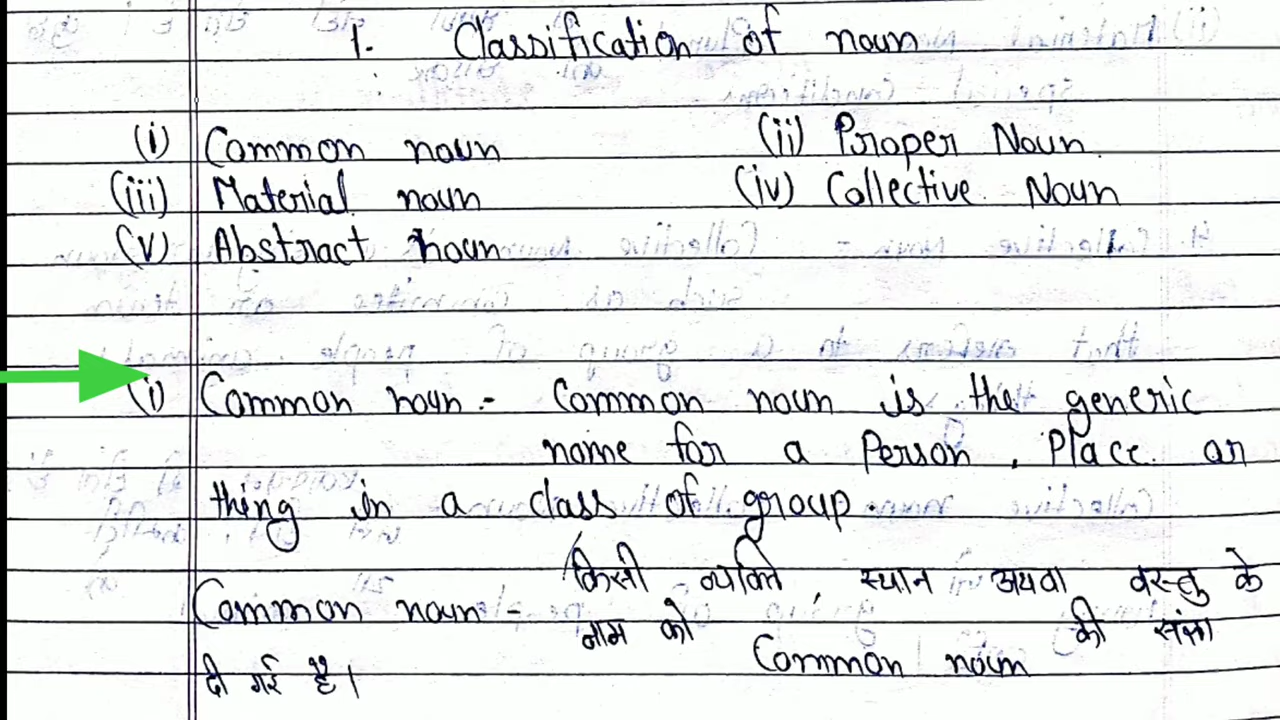 1. Classification of noun
(i) Common noun (ii) Proper Noun.
(iii) Material noun (iv) Collective Noun
(v) Abstract noun
(i) Common noun :- Common noun is the generic
name for a Person, Place or
thing in a class of group.
Common noun - किसी व्यक्ति, स्थान अथवा वस्तु के
नाम को Common noun की संज्ञा
दी गई है।